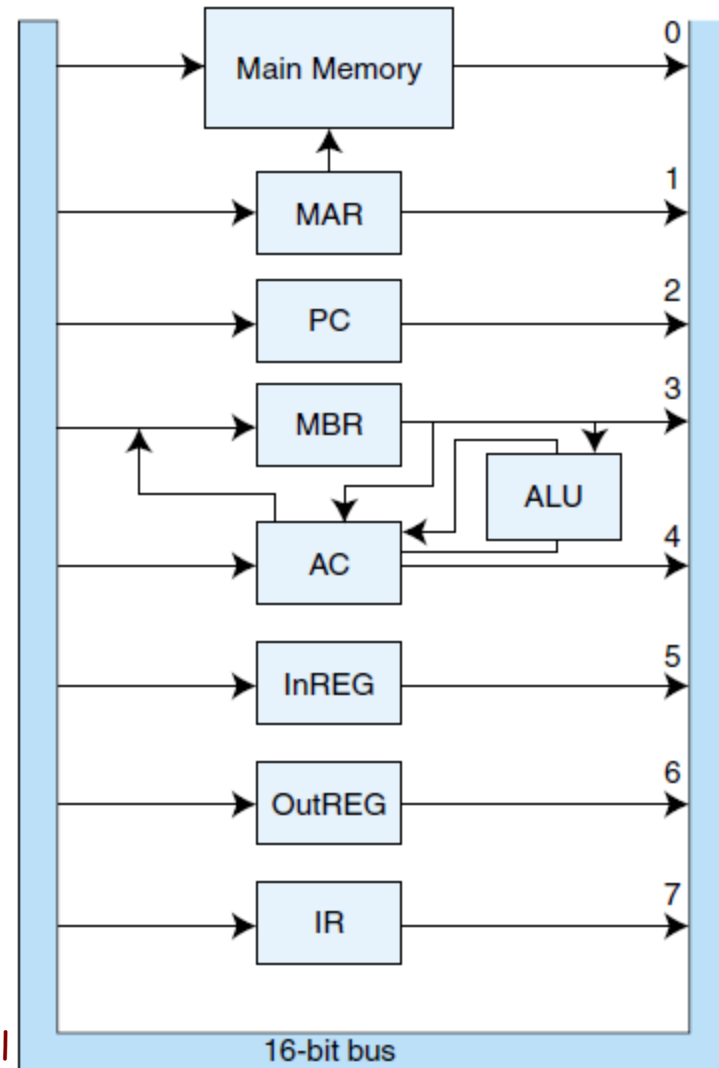 0
Main Memory
1
MAR
2
PC
3
MBR
ALU
4
AC
5
InREG
6
OutREG
7
IR
16-bit bus